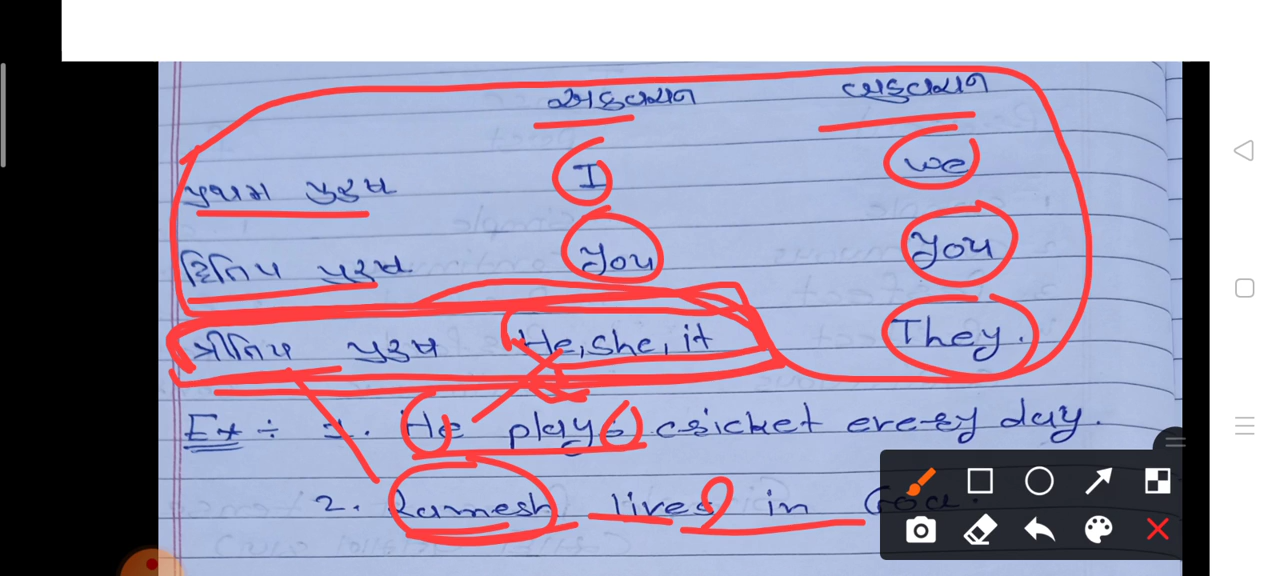 એકવચન બહુવચન
પ્રથમ પુરુષ I we
દ્વિતિય પુરુષ You You
ત્રીતિય પુરુષ He, she, it They.
Ex ÷ 1. He plays cricket every day.
2. Ramesh lives in Goa.